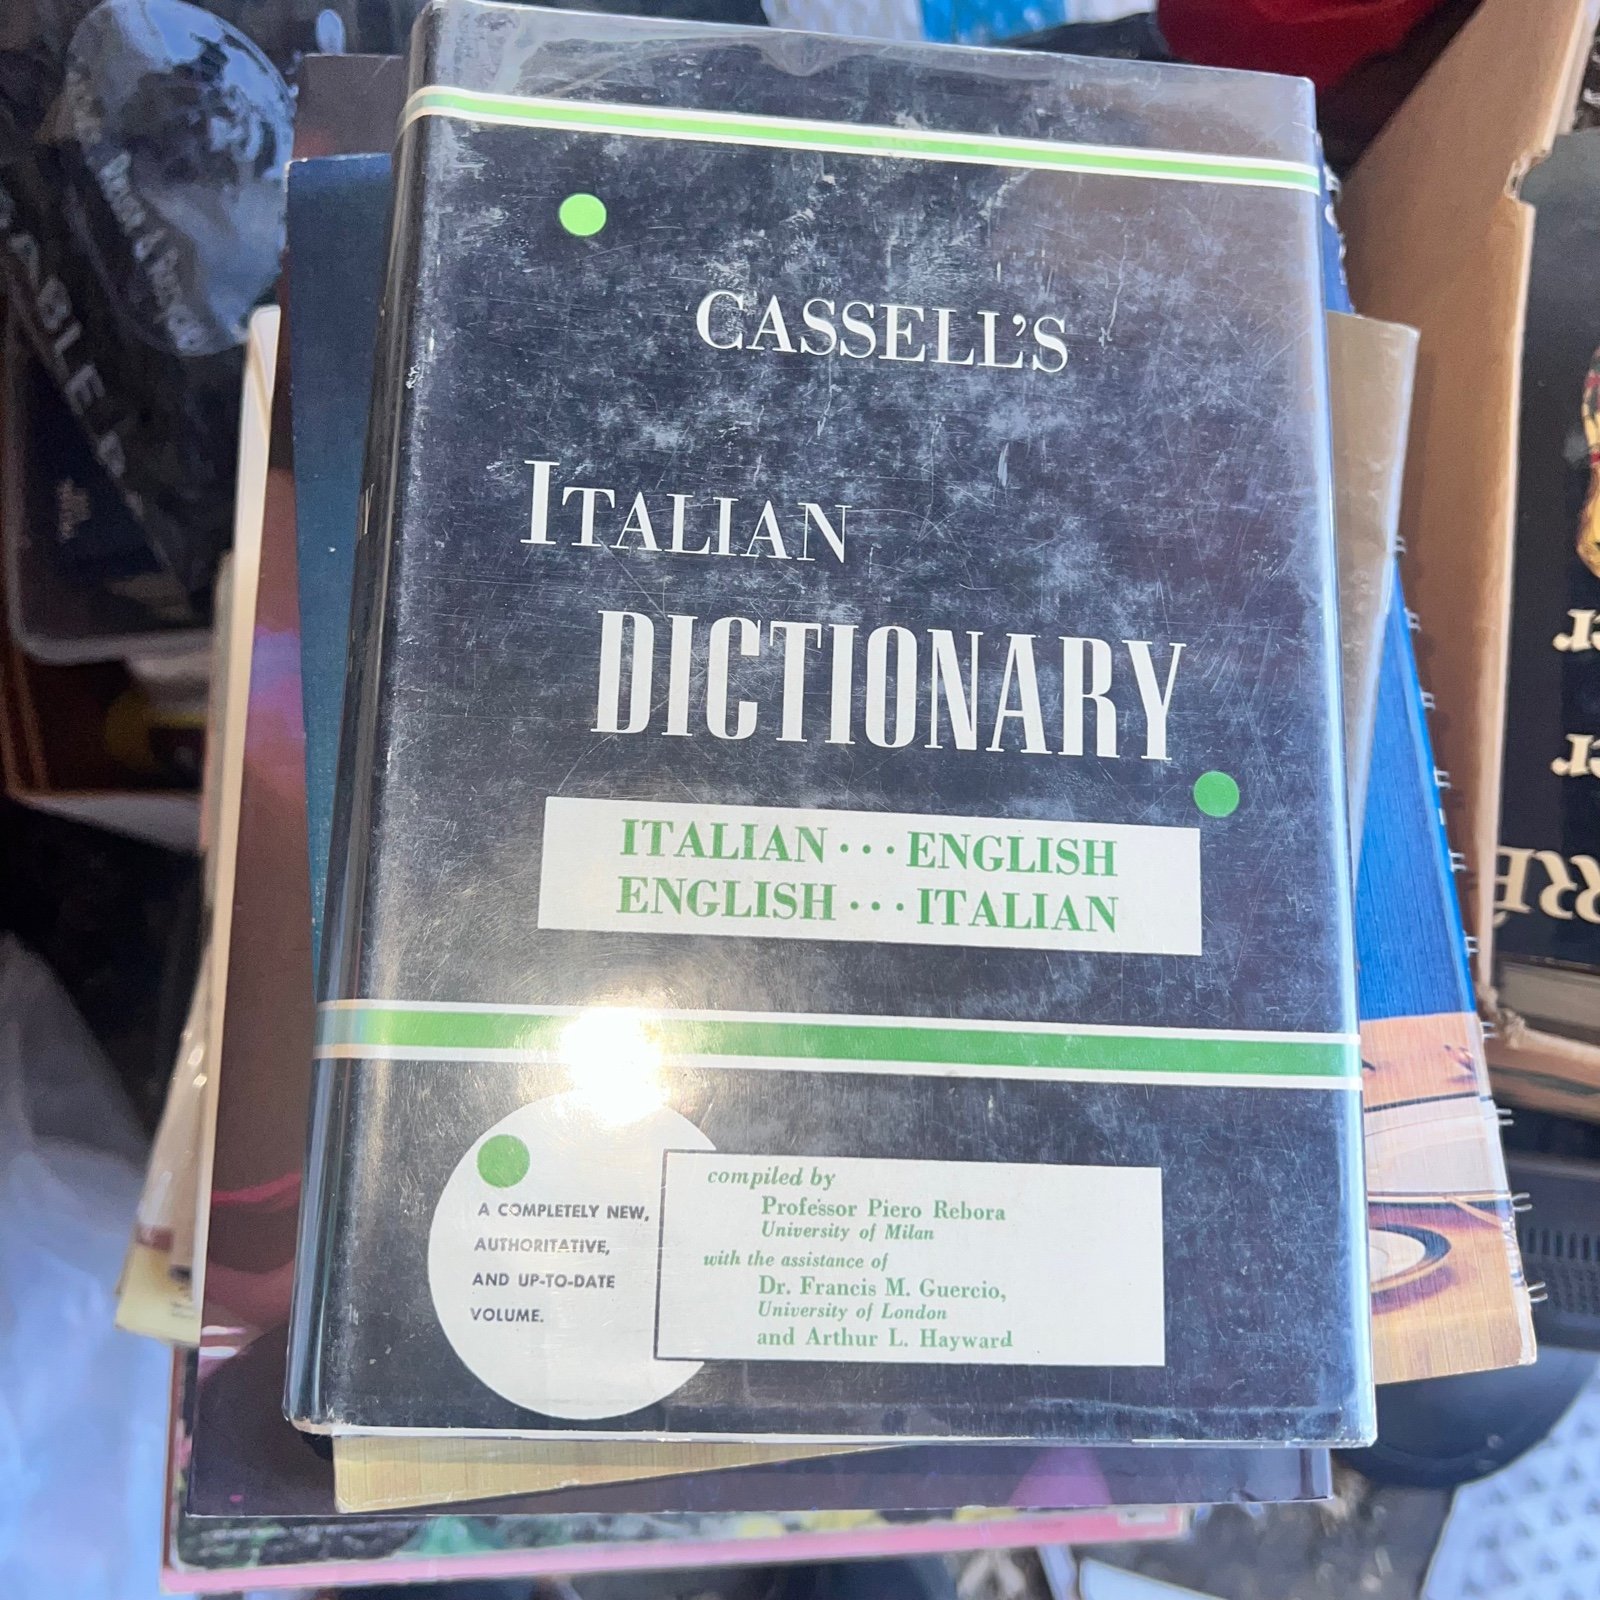 CASSELL'S
ITALIAN
DICTIONARY
ITALIAN ··· ENGLISH
ENGLISH ··· ITALIAN
A COMPLETELY NEW,
AUTHORITATIVE,
AND UP-TO-DATE
VOLUME.
compiled by
Professor Piero Rebora
University of Milan
with the assistance of
Dr. Francis M. Guercio,
University of London
and Arthur L. Hayward